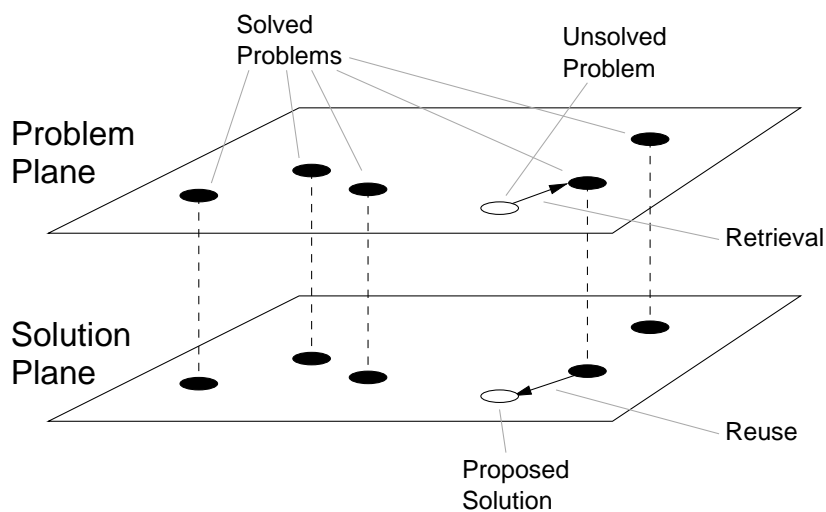 Solved
Problems
Unsolved
Problem
Problem
Plane
Retrieval
Solution
Plane
Reuse
Proposed
Solution